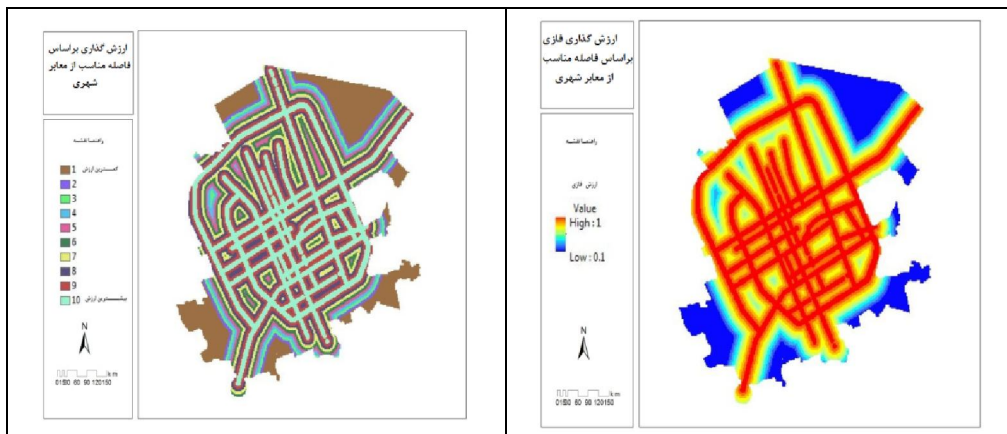 ارزش گذاری براساس
فاصله مناسب از معابر
شهری
راهنما نقشه
1 کمترین ارزش
2
3
4
5
6
7
8
9
10 بیشترین ارزش
N
km
ارزش گذاری فازی
براساس فاصله مناسب
از معابر شهری
راهنما نقشه
ارزش فازی
Value
High : 1
Low : 0.1
N
km